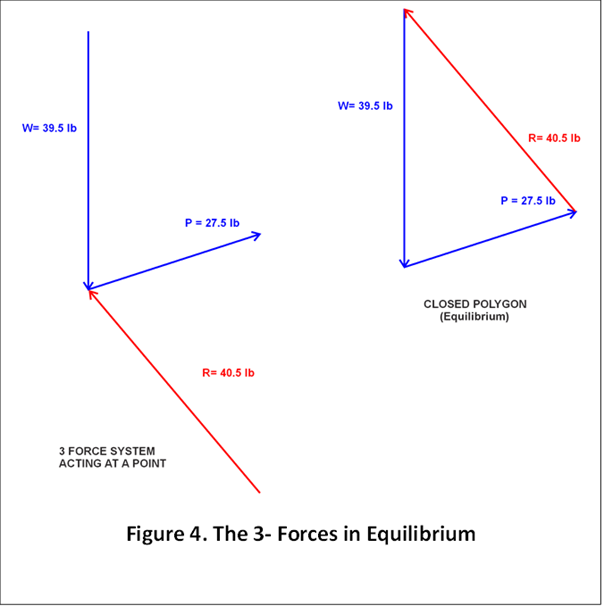 W= 39.5 lb
P = 27.5 lb
R= 40.5 lb
3 FORCE SYSTEM
ACTING AT A POINT
W= 39.5 lb
R= 40.5 lb
P = 27.5 lb
CLOSED POLYGON
(Equilibrium)
Figure 4. The 3- Forces in Equilibrium